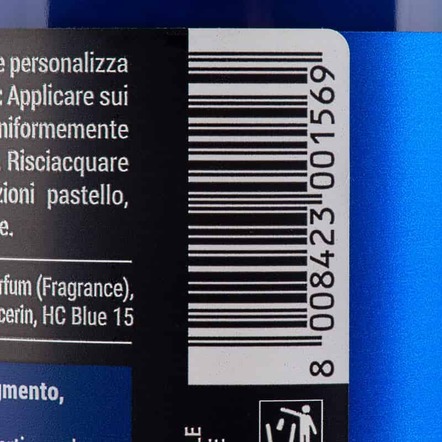 e personalizza
: Applicare sui
niformemente
. Risciacquare
zioni pastello,
e.
rfum (Fragrance),
cerin, HC Blue 15
gmento,
8 008423 001569